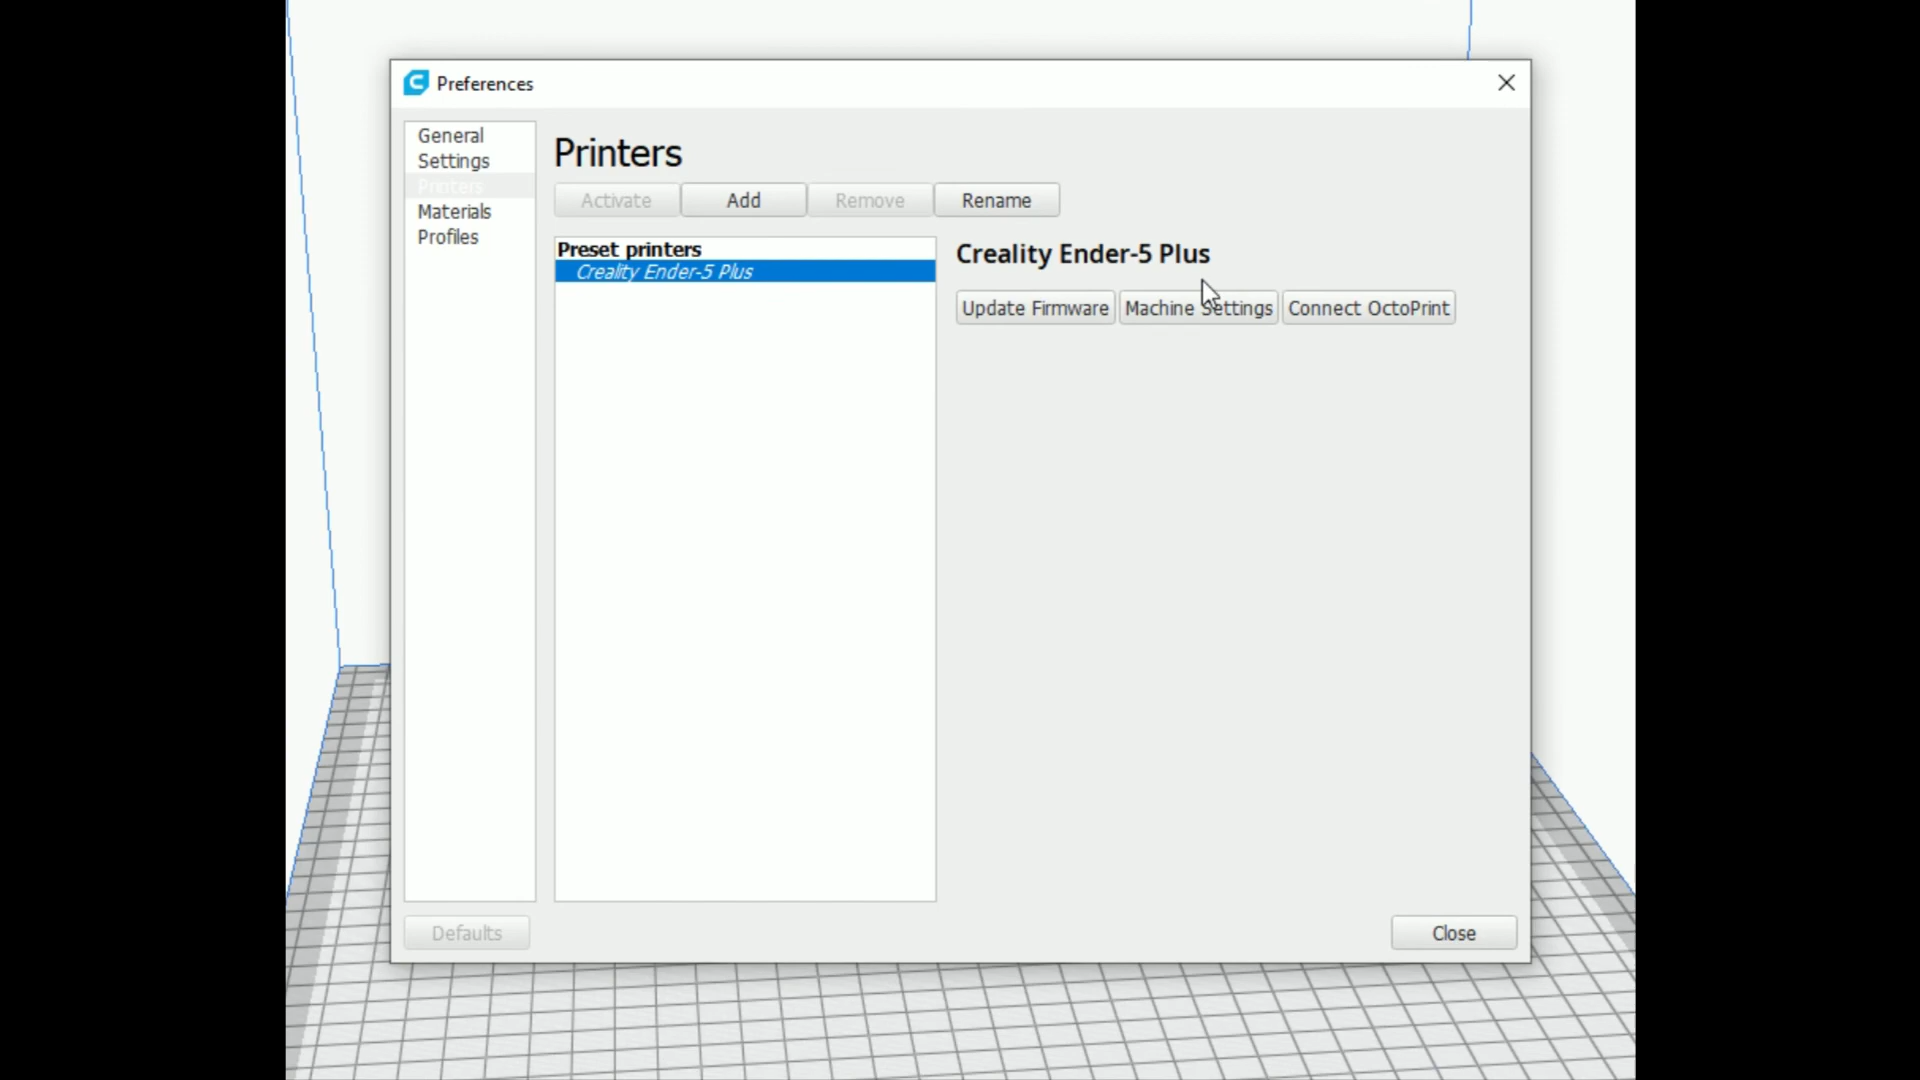 Preferences
General
Settings
Printers
Materials
Profiles
Printers
Activate Add Remove Rename
Preset printers
Creality Ender-5 Plus
Creality Ender-5 Plus
Update Firmware Machine Settings Connect OctoPrint
Defaults
Close